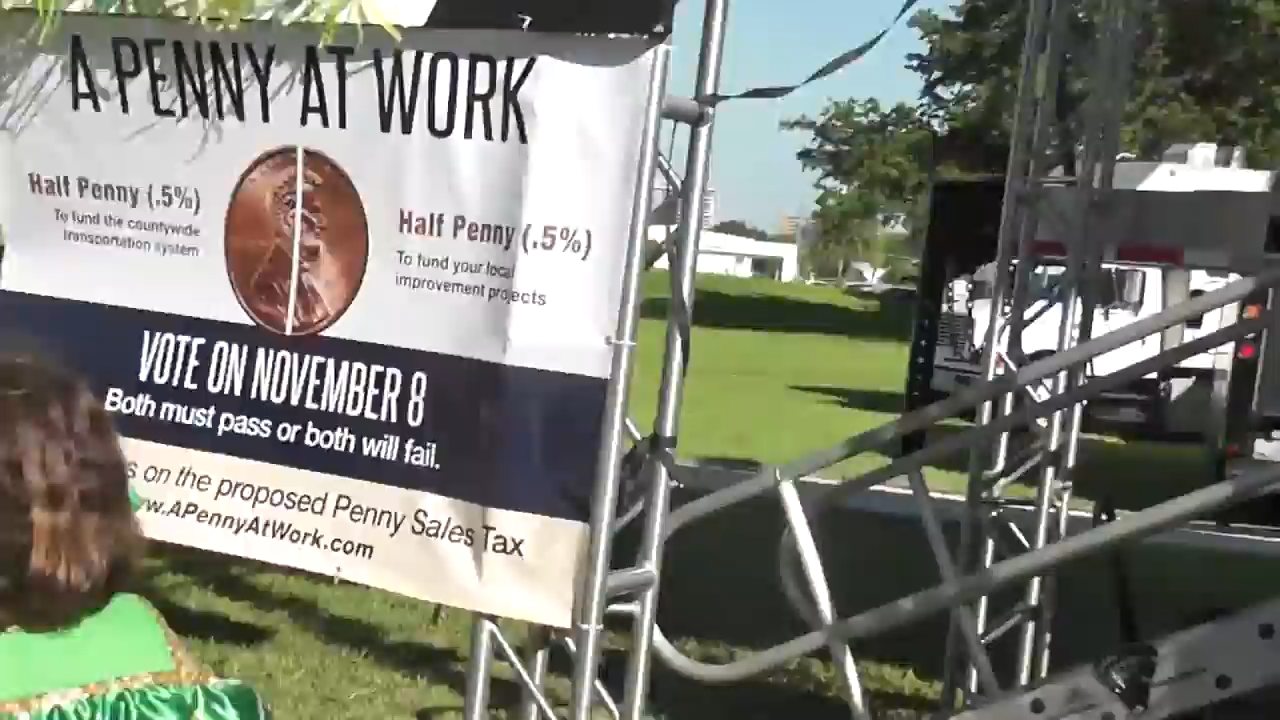 A PENNY AT WORK
Half Penny (.5%)
To fund the countywide
transportation system
Half Penny (.5%)
To fund your local
improvement projects
VOTE ON NOVEMBER 8
Both must pass or both will fail.
s on the proposed Penny Sales Tax
w.APennyAtWork.com